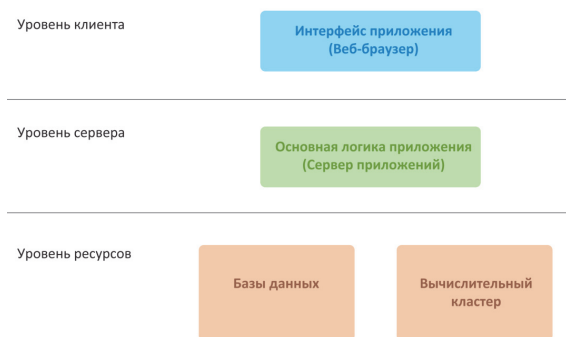 Уровень клиента
Интерфейс приложения
(Веб-браузер)
Уровень сервера
Основная логика приложения
(Сервер приложений)
Уровень ресурсов
Базы данных
Вычислительный
кластер